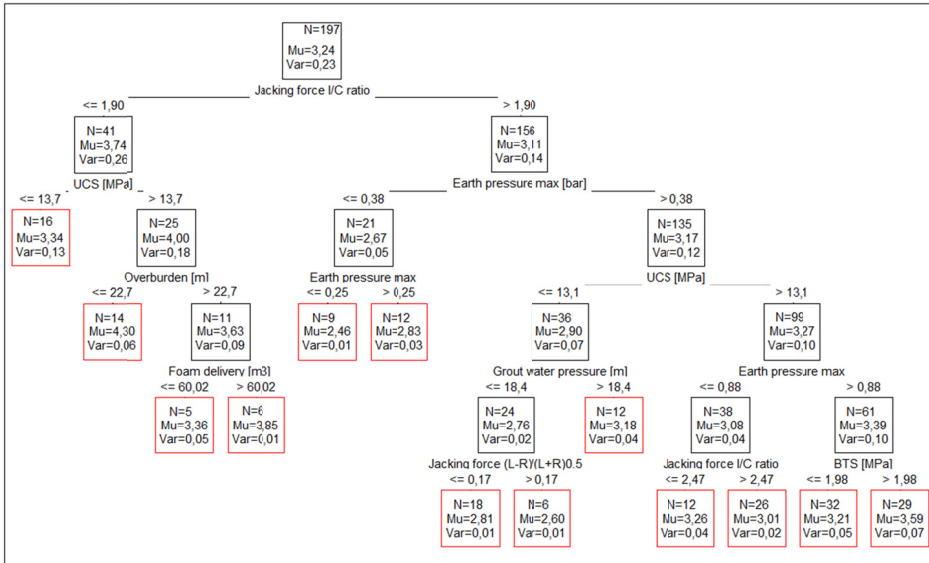 N=197
Mu=3,24
Var=0,23
Jacking force I/C ratio
<= 1,90 > 1,90
N=41 N=156
Mu=3,74 Mu=3,11
Var=0,26 Var=0,14
UCS [MPa] Earth pressure max [bar]
<= 13,7 > 13,7 <= 0,38 > 0,38
N=16 N=25 N=21 N=135
Mu=3,34 Mu=4,00 Mu=2,67 Mu=3,17
Var=0,13 Var=0,18 Var=0,05 Var=0,12
Overburden [m] Earth pressure max UCS [MPa]
<= 22,7 > 22,7 <= 0,25 > 0,25 <= 13,1 > 13,1
N=14 N=11 N=9 N=12 N=36 N=99
Mu=4,30 Mu=3,63 Mu=2,46 Mu=2,83 Mu=2,90 Mu=3,27
Var=0,06 Var=0,09 Var=0,01 Var=0,03 Var=0,07 Var=0,10
Foam delivery [m3] Grout water pressure [m] Earth pressure max
<= 60,02 > 60,02 <= 18,4 > 18,4 <= 0,88 > 0,88
N=5 N=6 N=24 N=12 N=38 N=61
Mu=3,36 Mu=3,85 Mu=2,76 Mu=3,18 Mu=3,08 Mu=3,39
Var=0,05 Var=0,01 Var=0,02 Var=0,04 Var=0,04 Var=0,10
Jacking force (L-R)/(L+R)0.5 Jacking force I/C ratio BTS [MPa]
<= 0,17 > 0,17 <= 2,47 > 2,47 <= 1,98 > 1,98
N=18 N=6 N=12 N=26 N=32 N=29
Mu=2,81 Mu=2,60 Mu=3,26 Mu=3,01 Mu=3,21 Mu=3,59
Var=0,01 Var=0,01 Var=0,04 Var=0,02 Var=0,05 Var=0,07